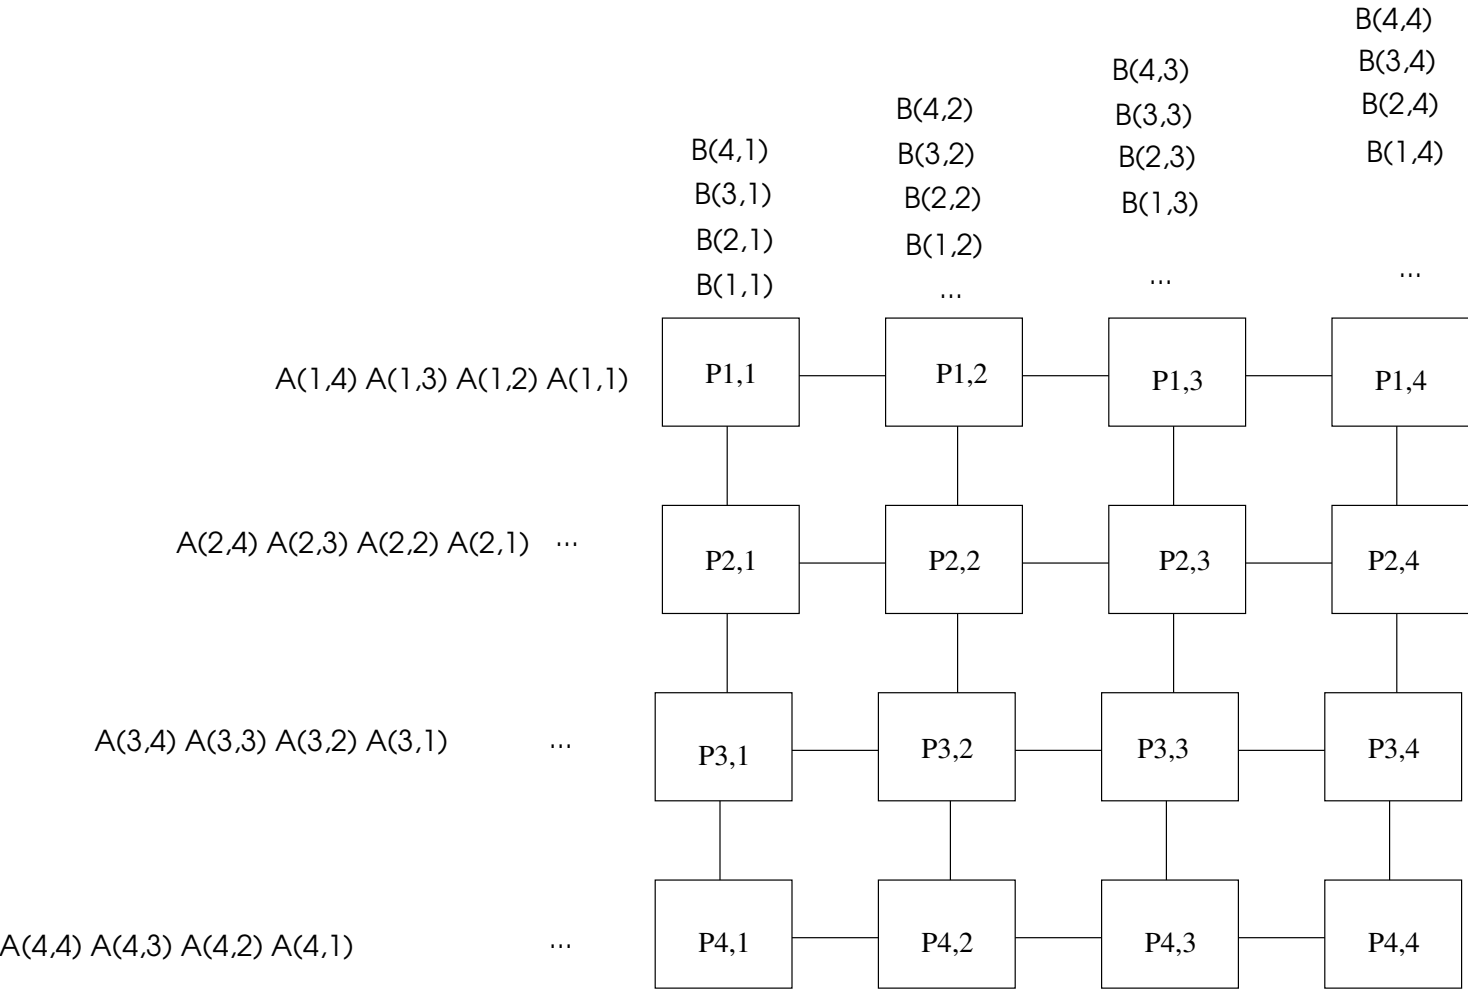 B(4,4)
B(3,4)
B(2,4)
B(1,4)
...
B(4,3)
B(3,3)
B(2,3)
B(1,3)
...
B(4,2)
B(3,2)
B(2,2)
B(1,2)
...
B(4,1)
B(3,1)
B(2,1)
B(1,1)
A(1,4) A(1,3) A(1,2) A(1,1)
P1,1
P1,2
P1,3
P1,4
A(2,4) A(2,3) A(2,2) A(2,1) ...
P2,1
P2,2
P2,3
P2,4
A(3,4) A(3,3) A(3,2) A(3,1) ...
P3,1
P3,2
P3,3
P3,4
A(4,4) A(4,3) A(4,2) A(4,1) ...
P4,1
P4,2
P4,3
P4,4